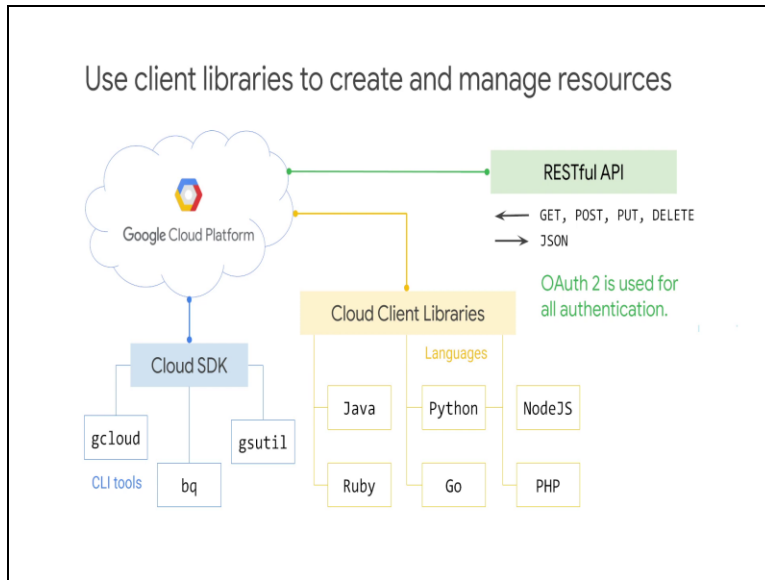 Use client libraries to create and manage resources
Google Cloud Platform
RESTful API
GET, POST, PUT, DELETE
JSON
OAuth 2 is used for
all authentication.
Cloud Client Libraries
Languages
Cloud SDK
gcloud
gsutil
CLI tools
bq
Java
Python
NodeJS
Ruby
Go
PHP